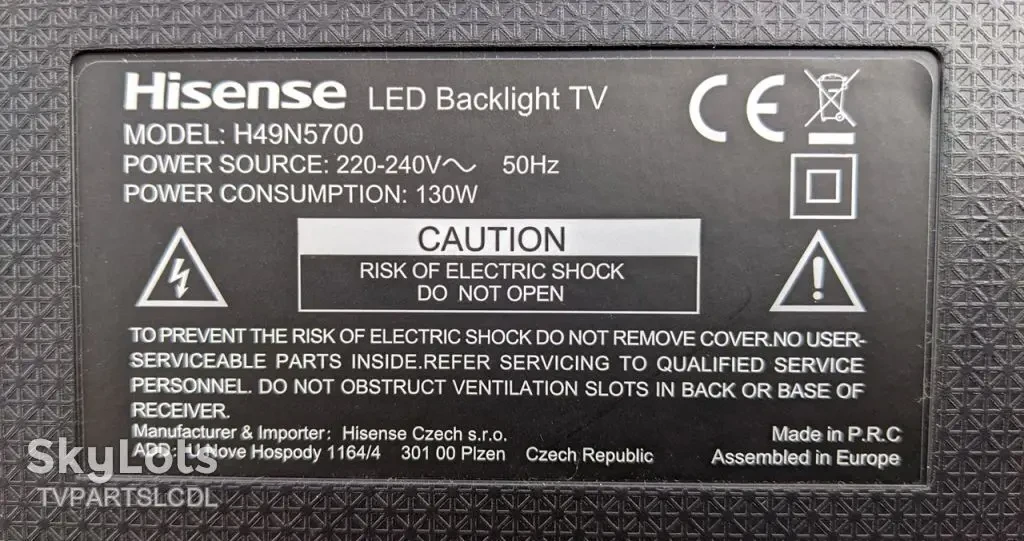 Hisense LED Backlight TV
MODEL: H49N5700
POWER SOURCE: 220-240V～ 50Hz
POWER CONSUMPTION: 130W
CE
CAUTION
RISK OF ELECTRIC SHOCK
DO NOT OPEN
TO PREVENT THE RISK OF ELECTRIC SHOCK DO NOT REMOVE COVER.NO USER-
SERVICEABLE PARTS INSIDE.REFER SERVICING TO QUALIFIED SERVICE
PERSONNEL. DO NOT OBSTRUCT VENTILATION SLOTS IN BACK OR BASE OF
RECEIVER.
Manufacturer & Importer: Hisense Czech s.r.o.
ADD: U Nove Hospody 1164/4 301 00 Plzen Czech Republic
Made in P.R.C
Assembled in Europe
SkyLots
TVPARTSLCDL